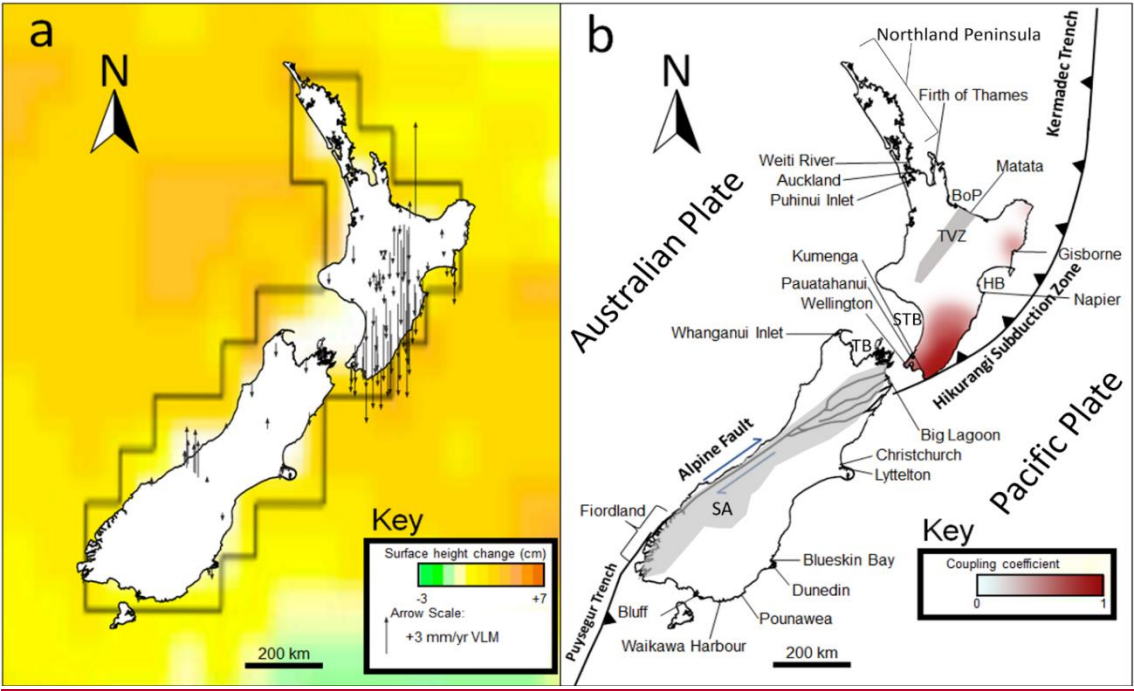 a
N
Key
Surface height change (cm)
-3
+7
Arrow Scale:
+3 mm/yr VLM
200 km
b
N
Northland Peninsula
Kermadec Trench
Firth of Thames
Weiti River
Auckland
Puhinui Inlet
Matata
BoP
TVZ
Australian Plate
Kumenga
Pauatahanui
Wellington
STB
Gisborne
HB
Napier
Whanganui Inlet
TB
Hikurangi Subduction Zone
Big Lagoon
Christchurch
Lyttelton
Alpine Fault
Pacific Plate
Fiordland
SA
Key
Coupling coefficient
0
1
Blueskin Bay
Dunedin
Pounawea
Bluff
Waikawa Harbour
Puysegur Trench
200 km